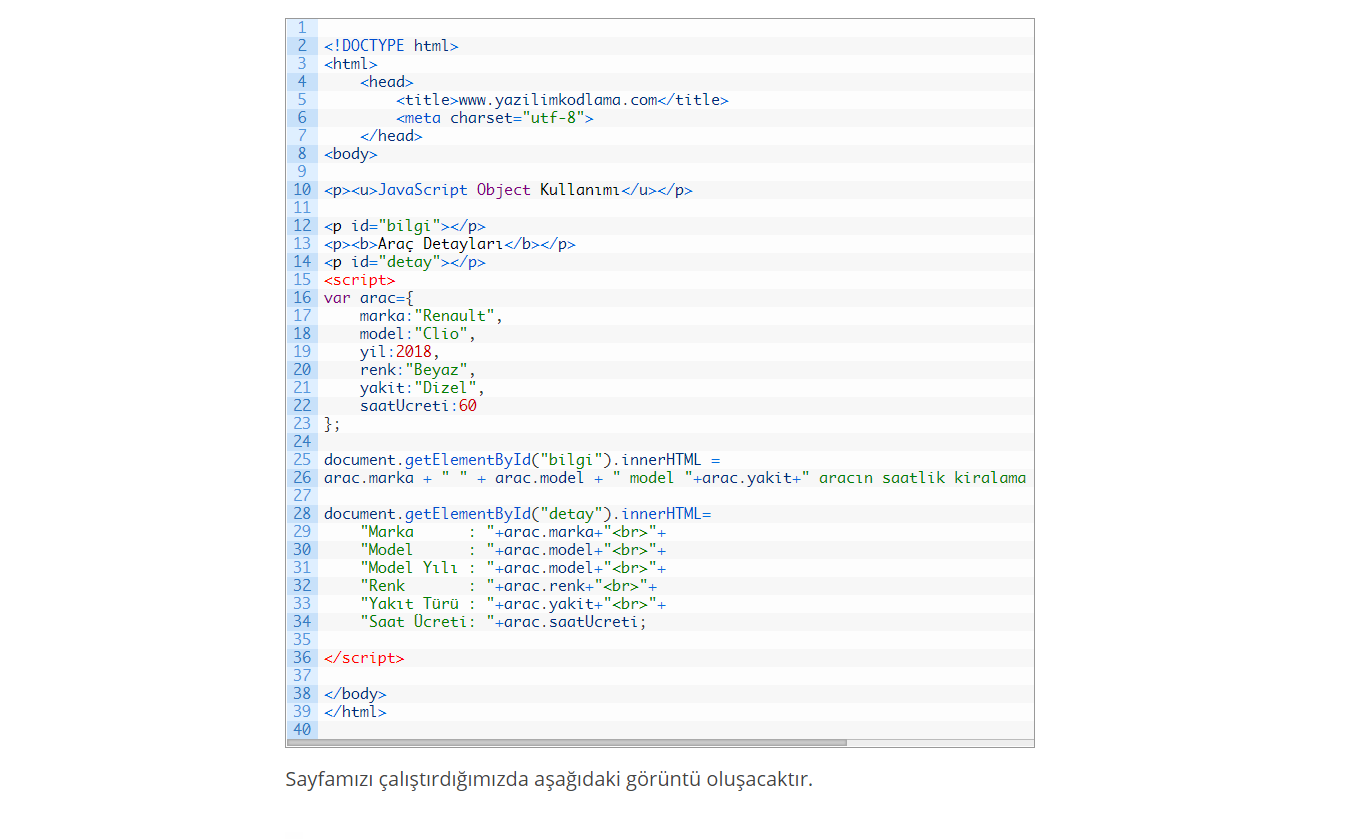 1
2 <!DOCTYPE html>
3 <html>
4     <head>
5         <title>www.yazilimkodlama.com</title>
6         <meta charset="utf-8">
7     </head>
8 <body>
9
10 <p><u>JavaScript Object Kullanımı</u></p>
11
12 <p id="bilgi"></p>
13 <p><b>Araç Detayları</b></p>
14 <p id="detay"></p>
15 <script>
16 var arac={
17     marka:"Renault",
18     model:"Clio",
19     yil:2018,
20     renk:"Beyaz",
21     yakit:"Dizel",
22     saatUcreti:60
23 };
24
25 document.getElementById("bilgi").innerHTML =
26 arac.marka + " " + arac.model + " model "+arac.yakit+" aracın saatlik kiralama
27
28 document.getElementById("detay").innerHTML=
29     "Marka      : "+arac.marka+"<br>"+
30     "Model      : "+arac.model+"<br>"+
31     "Model Yılı : "+arac.model+"<br>"+
32     "Renk       : "+arac.renk+"<br>"+
33     "Yakıt Türü : "+arac.yakit+"<br>"+
34     "Saat Ücreti: "+arac.saatUcreti;
35
36 </script>
37
38 </body>
39 </html>
40
Sayfamızı çalıştırdığımızda aşağıdaki görüntü oluşacaktır.